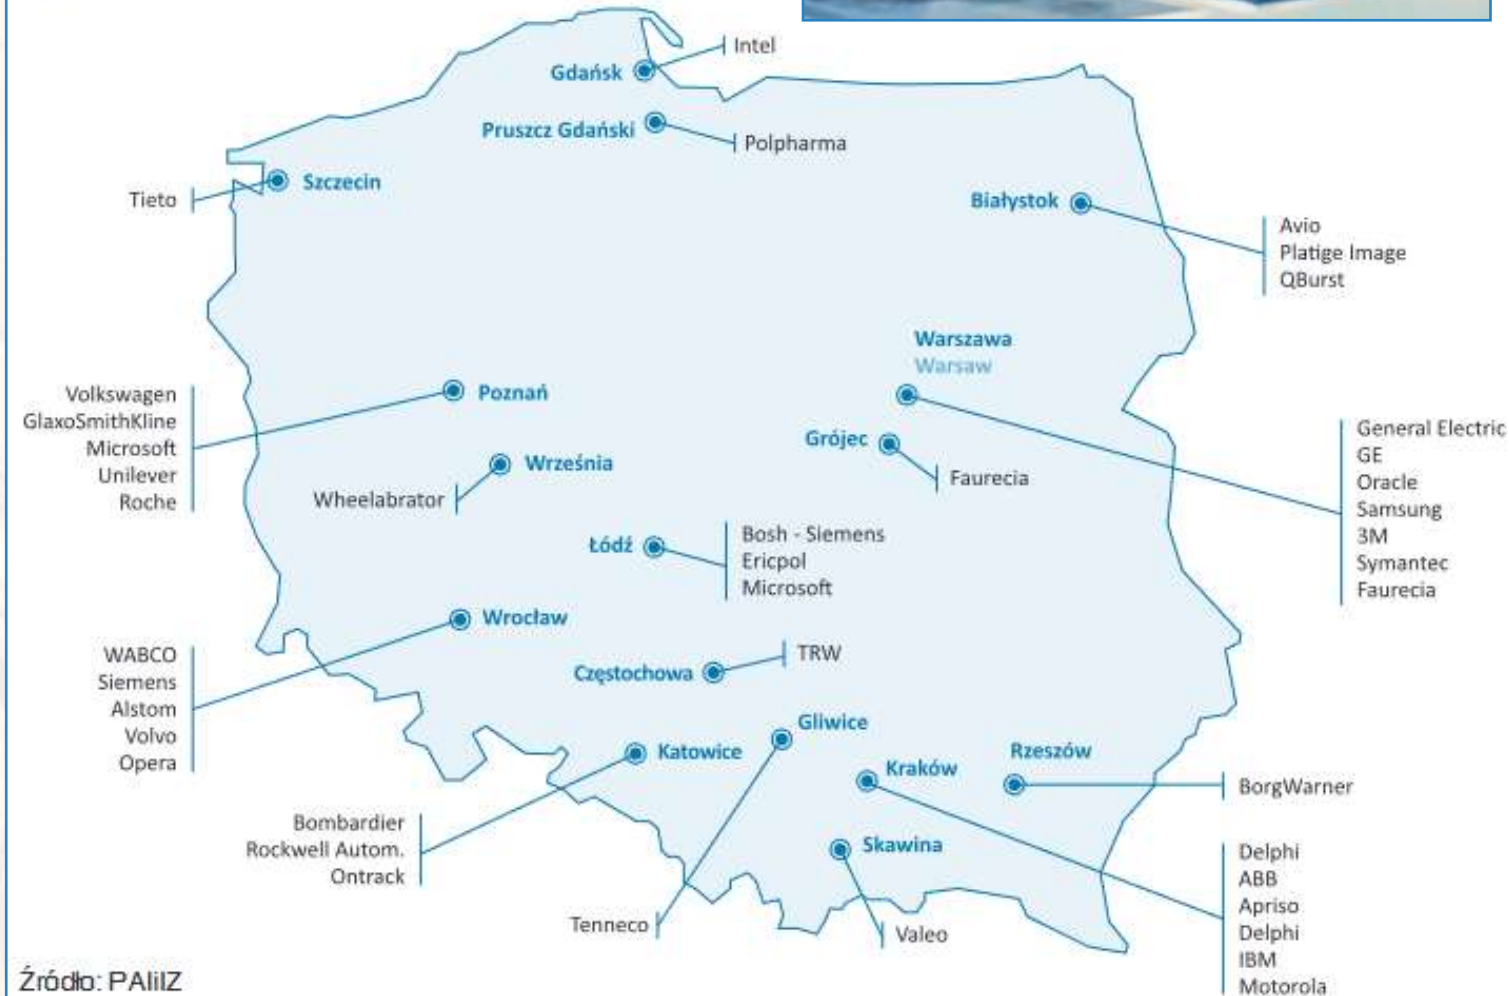 Intel
Gdańsk
Pruszcz Gdański
Polpharma
Szczecin
Tieto
Białystok
Avio
Platige Image
QBurst
Warszawa
Warsaw
Poznań
Volkswagen
GlaxoSmithKline
Microsoft
Unilever
Roche
Grójec
Faurecia
General Electric
GE
Oracle
Samsung
3M
Symantec
Faurecia
Września
Wheelabrator
Łódź
Bosh - Siemens
Ericpol
Microsoft
Wrocław
WABCO
Siemens
Alstom
Volvo
Opera
Częstochowa
TRW
Gliwice
Katowice
Kraków
Rzeszów
BorgWarner
Bombardier
Rockwell Autom.
Ontrack
Skawina
Tenneco
Valeo
Delphi
ABB
Apriso
Delphi
IBM
Motorola
Źródło: PAIiIZ